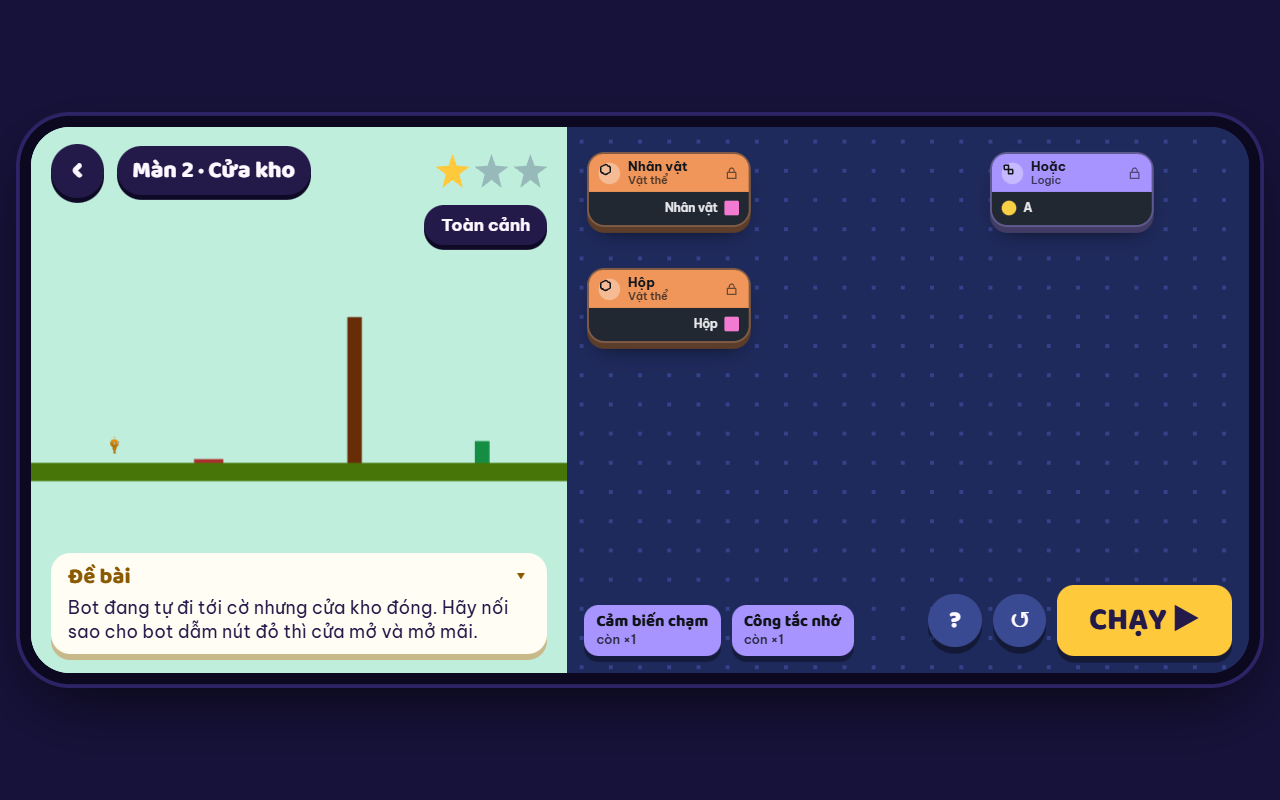 Màn 2 • Cửa kho
Toàn cảnh
Đề bài
Bot đang tự đi tới cờ nhưng cửa kho đóng. Hãy nối
sao cho bot dẫm nút đỏ thì cửa mở và mở mãi.
Nhân vật
Vật thể
Nhân vật
Hộp
Vật thể
Hộp
Hoặc
Logic
A
Cảm biến chạm
còn ×1
Công tắc nhớ
còn ×1
?
CHẠY